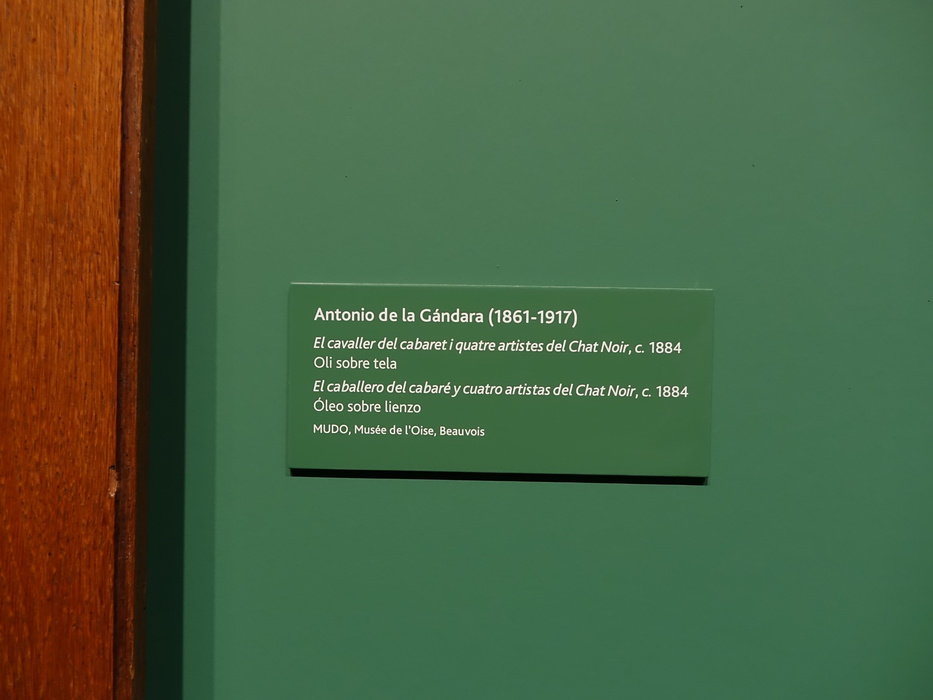 Antonio de la Gándara (1861-1917)
El cavaller del cabaret i quatre artistes del Chat Noir, c. 1884
Oli sobre tela
El caballero del cabaré y cuatro artistas del Chat Noir, c. 1884
Óleo sobre lienzo
MUDO, Musée de l'Oise, Beauvois